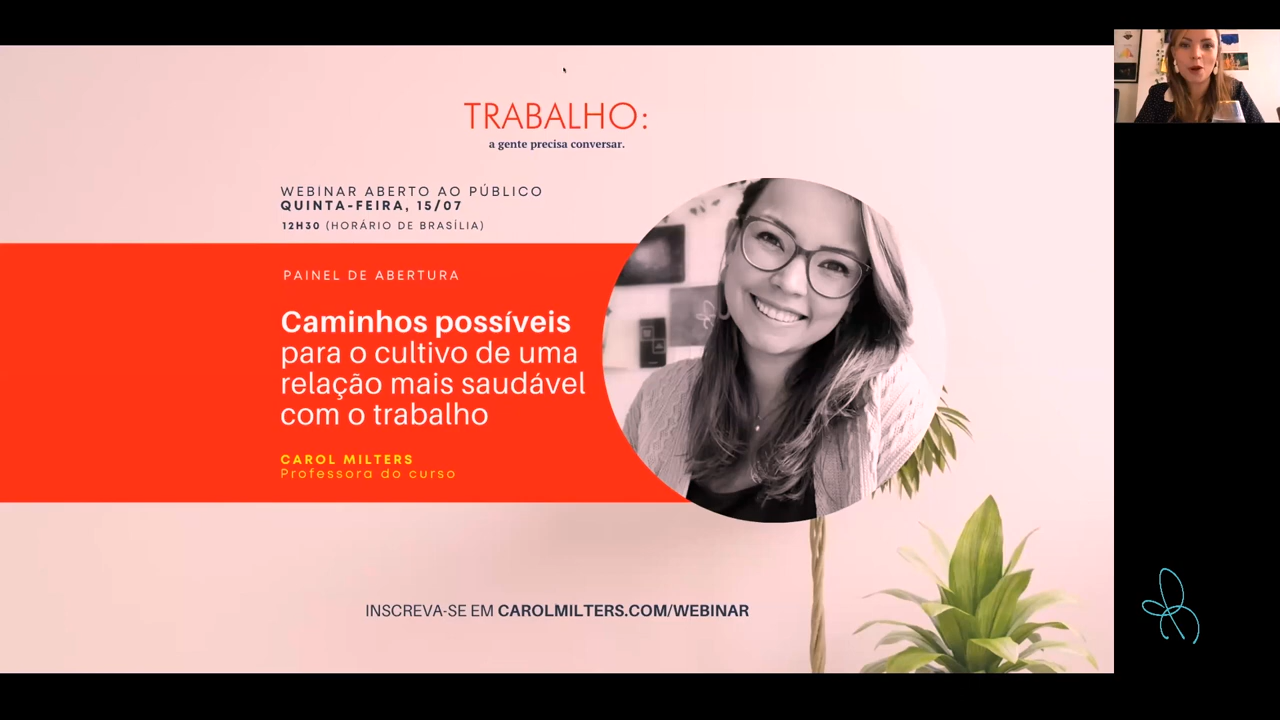 TRABALHO:
a gente precisa conversar.
WEBINAR ABERTO AO PÚBLICO
QUINTA-FEIRA, 15/07
12H30 (HORÁRIO DE BRASÍLIA)
PAINEL DE ABERTURA
Caminhos possíveis
para o cultivo de uma
relação mais saudável
com o trabalho
CAROL MILTERS
Professora do curso
INSCREVA-SE EM CAROLMILTERS.COM/WEBINAR